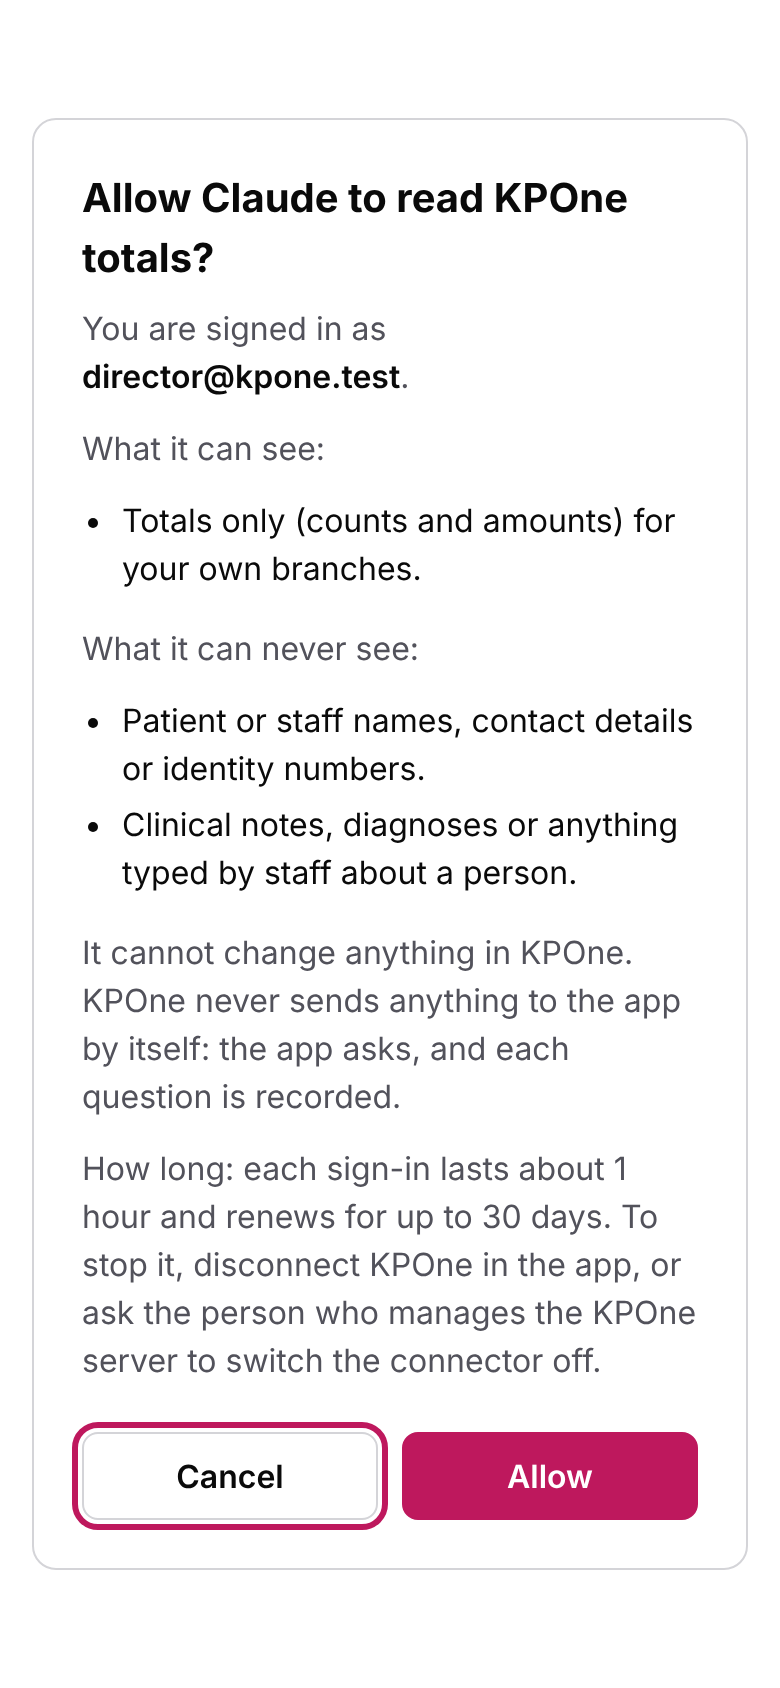 Allow Claude to read KPOne
totals?
You are signed in as
director@kpone.test.
What it can see:
• Totals only (counts and amounts) for
your own branches.
What it can never see:
• Patient or staff names, contact details
or identity numbers.
• Clinical notes, diagnoses or anything
typed by staff about a person.
It cannot change anything in KPOne.
KPOne never sends anything to the app
by itself: the app asks, and each
question is recorded.
How long: each sign-in lasts about 1
hour and renews for up to 30 days. To
stop it, disconnect KPOne in the app, or
ask the person who manages the KPOne
server to switch the connector off.
Cancel
Allow